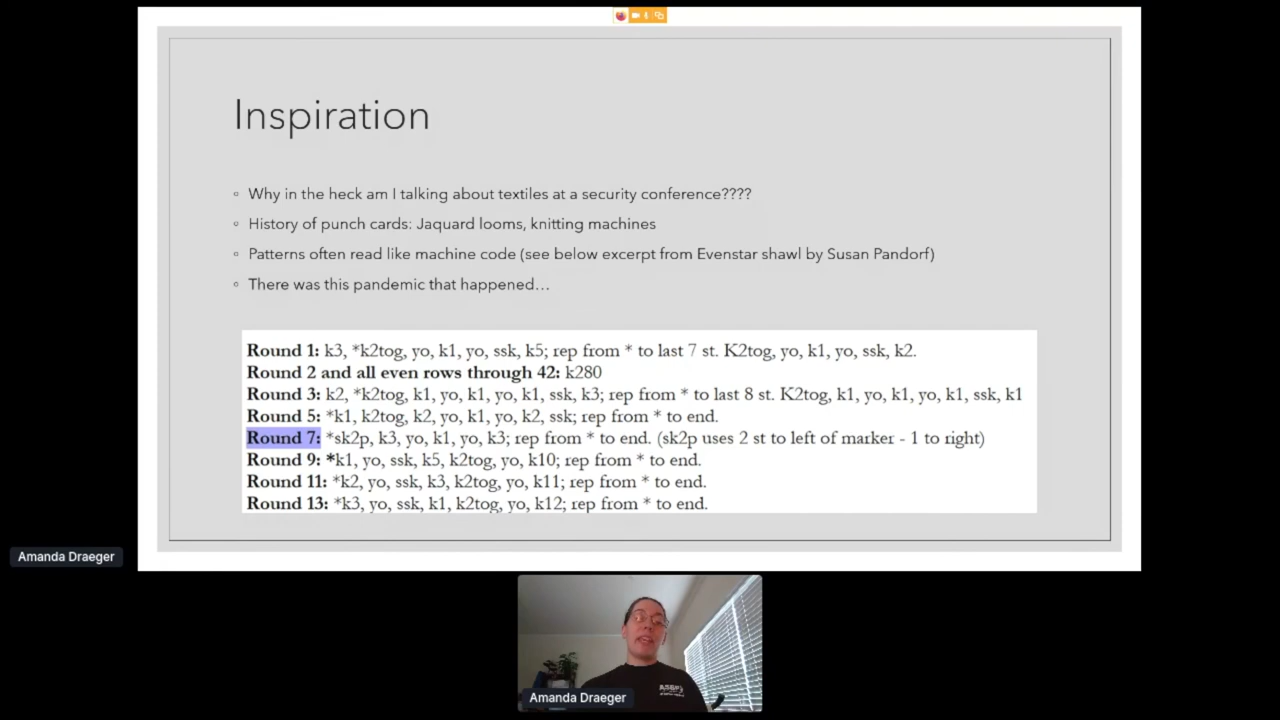 Inspiration
Why in the heck am I talking about textiles at a security conference????
History of punch cards: Jaquard looms, knitting machines
Patterns often read like machine code (see below excerpt from Evenstar shawl by Susan Pandorf)
There was this pandemic that happened...
Round 1: k3, *k2tog, yo, k1, yo, ssk, k5; rep from * to last 7 st. K2tog, yo, k1, yo, ssk, k2.
Round 2 and all even rows through 42: k280
Round 3: k2, *k2tog, k1, yo, k1, yo, k1, ssk, k3; rep from * to last 8 st. K2tog, k1, yo, k1, yo, k1, ssk, k1
Round 5: *k1, k2tog, k2, yo, k1, yo, k2, ssk; rep from * to end.
Round 7: *sk2p, k3, yo, k1, yo, k3; rep from * to end. (sk2p uses 2 st to left of marker - 1 to right)
Round 9: *k1, yo, ssk, k5, k2tog, yo, k10; rep from * to end.
Round 11: *k2, yo, ssk, k3, k2tog, yo, k11; rep from * to end.
Round 13: *k3, yo, ssk, k1, k2tog, yo, k12; rep from * to end.
Amanda Draeger
Amanda Draeger